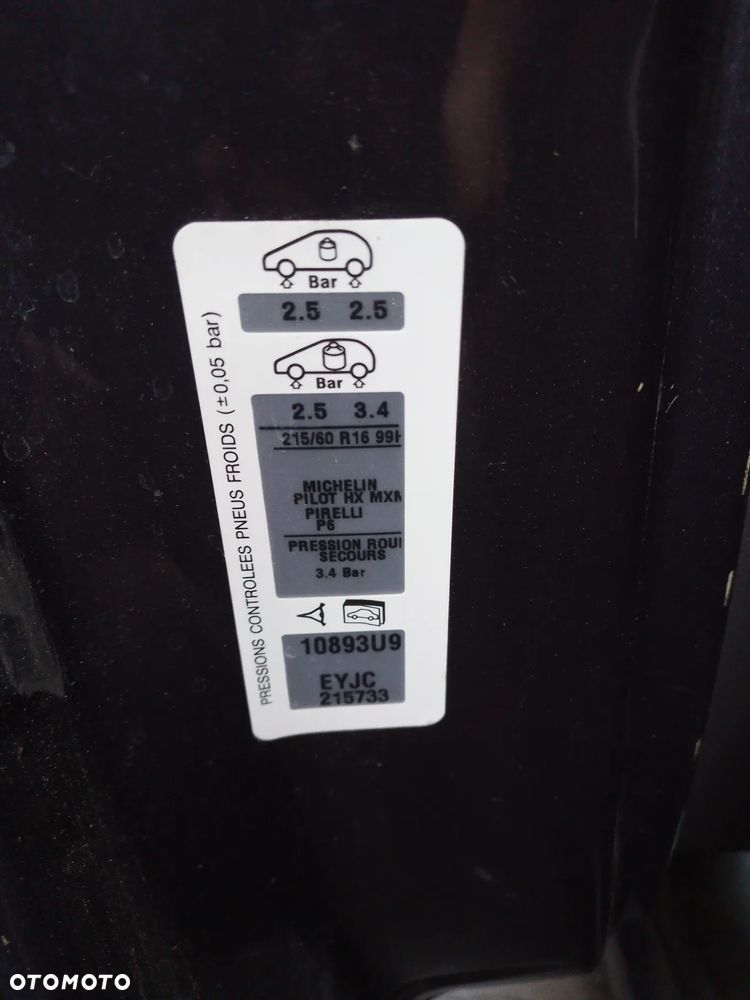 PRESSIONS CONTROLEES PNEUS FROIDS (±0,05 bar)
Bar
2.5 2.5
Bar
2.5 3.4
215/60 R16 99H
MICHELIN
PILOT HX MXM
PIRELLI
P6
PRESSION ROUI
SECOURS
3.4 Bar
10893U9
EYJC
215733
OTOMOTO